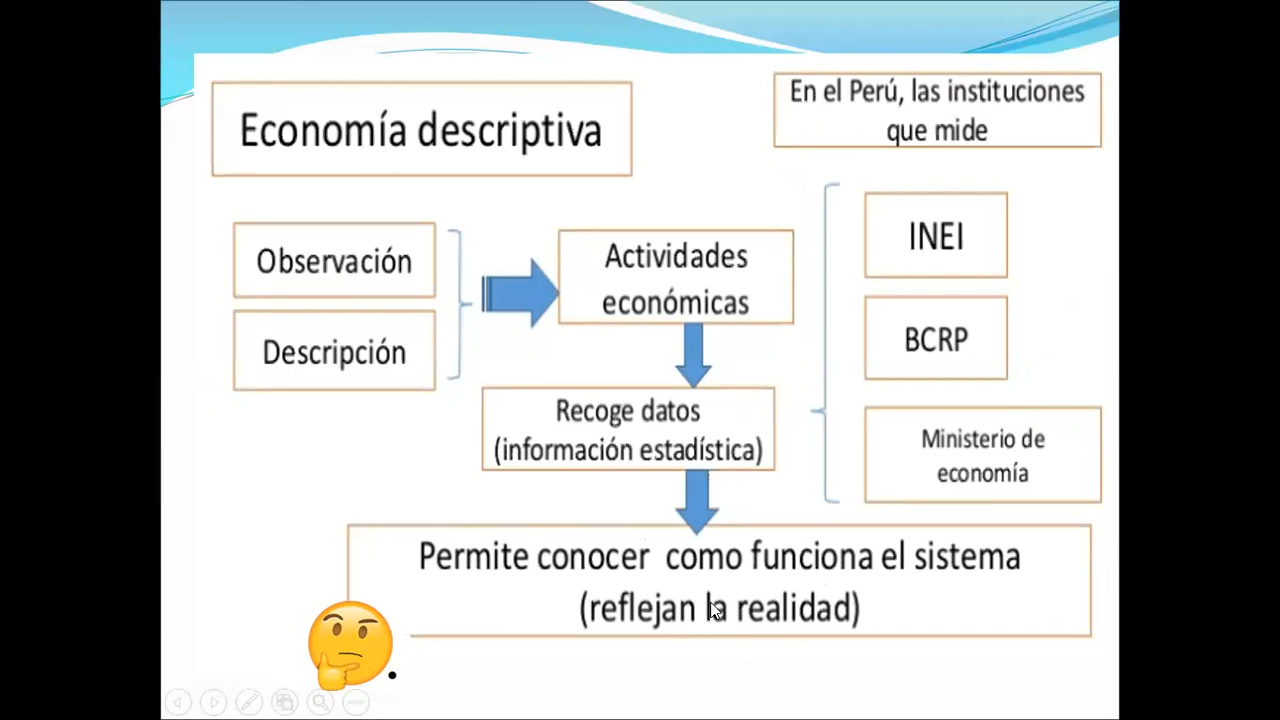 Economía descriptiva
En el Perú, las instituciones
que mide
Observación
Descripción
Actividades
económicas
Recoge datos
(información estadística)
Permite conocer como funciona el sistema
(reflejan la realidad)
INEI
BCRP
Ministerio de
economía